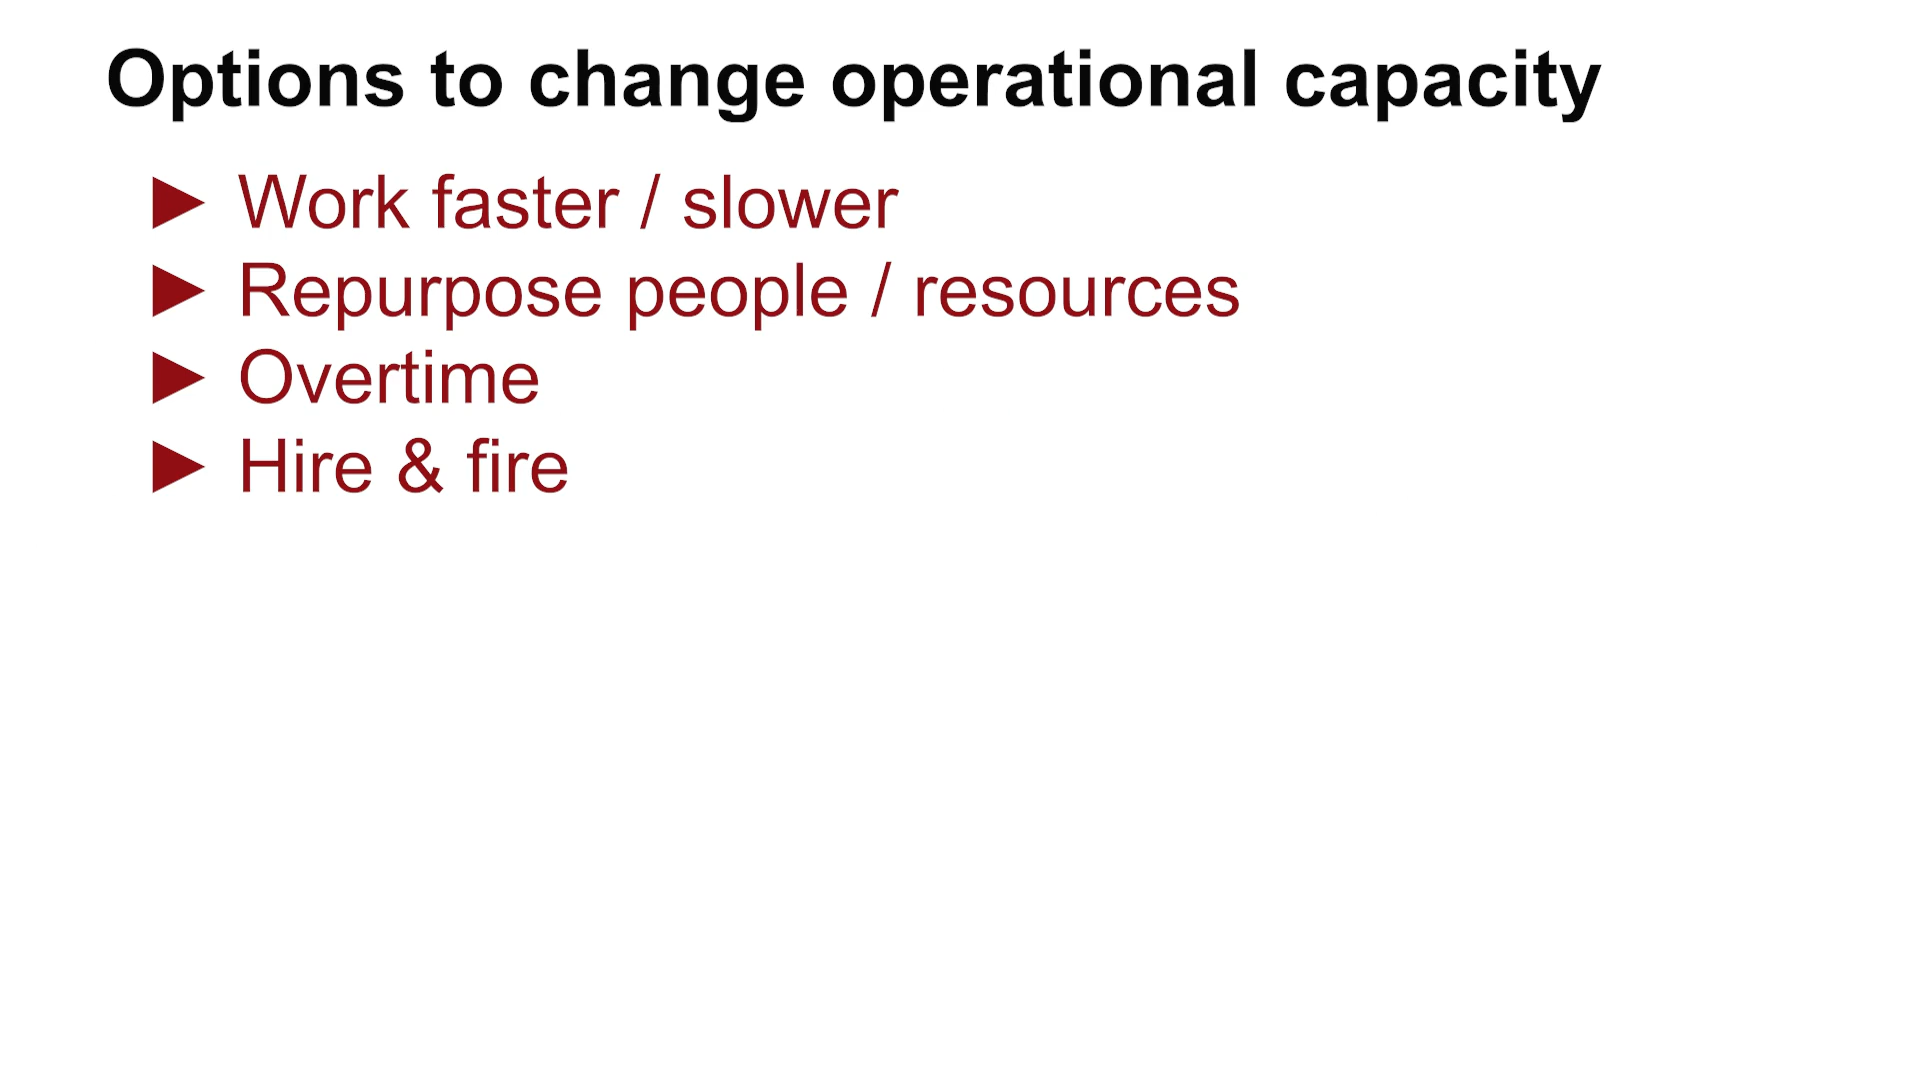 Options to change operational capacity
► Work faster / slower
► Repurpose people / resources
► Overtime
► Hire & fire